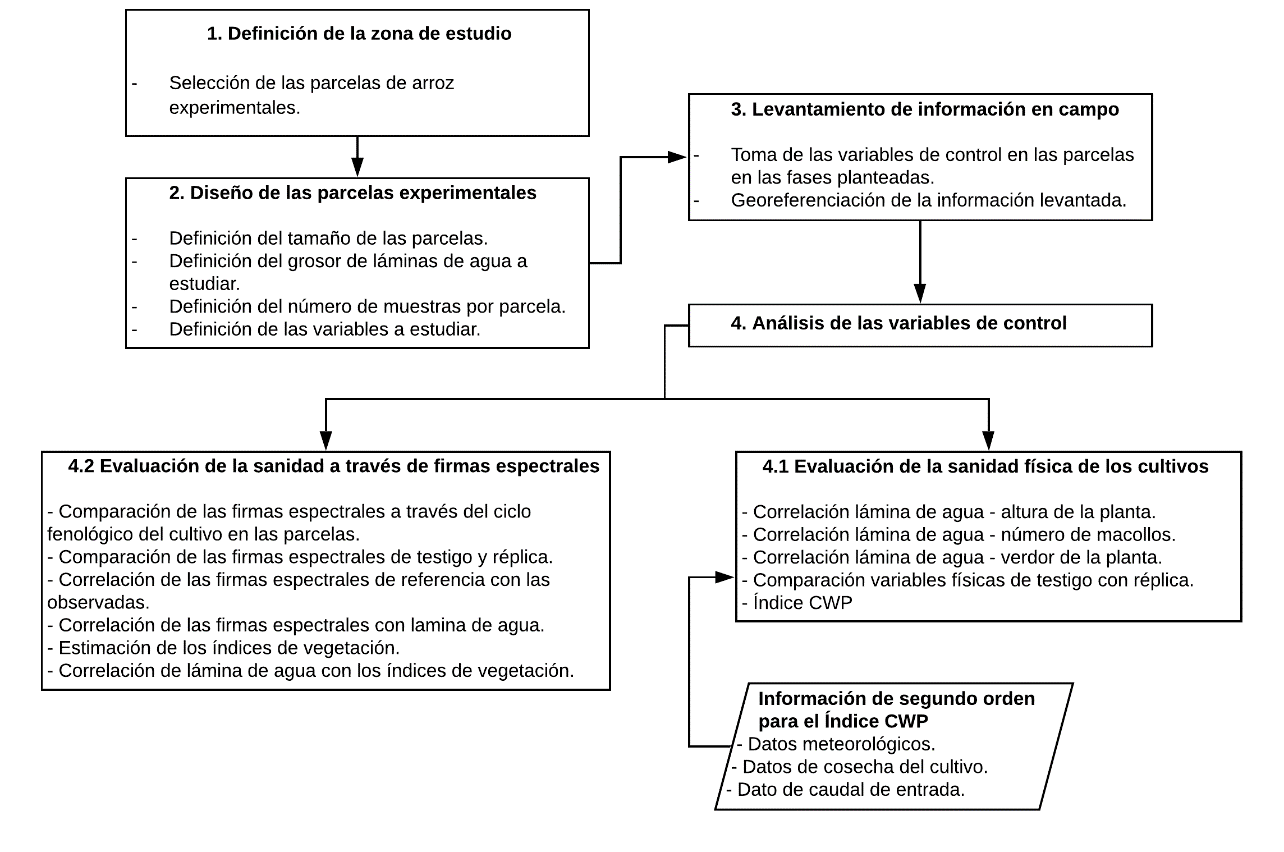 1. Definición de la zona de estudio
- Selección de las parcelas de arroz
experimentales.
2. Diseño de las parcelas experimentales
- Definición del tamaño de las parcelas.
- Definición del grosor de láminas de agua a
estudiar.
- Definición del número de muestras por parcela.
- Definición de las variables a estudiar.
3. Levantamiento de información en campo
- Toma de las variables de control en las parcelas
en las fases planteadas.
- Georeferenciación de la información levantada.
4. Análisis de las variables de control
4.2 Evaluación de la sanidad a través de firmas espectrales
- Comparación de las firmas espectrales a través del ciclo
fenológico del cultivo en las parcelas.
- Comparación de las firmas espectrales de testigo y réplica.
- Correlación de las firmas espectrales de referencia con las
observadas.
- Correlación de las firmas espectrales con lamina de agua.
- Estimación de los índices de vegetación.
- Correlación de lámina de agua con los índices de vegetación.
4.1 Evaluación de la sanidad física de los cultivos
- Correlación lámina de agua - altura de la planta.
- Correlación lámina de agua - número de macollos.
- Correlación lámina de agua - verdor de la planta.
- Comparación variables físicas de testigo con réplica.
- Índice CWP
Información de segundo orden
para el Índice CWP
- Datos meteorológicos.
- Datos de cosecha del cultivo.
- Dato de caudal de entrada.